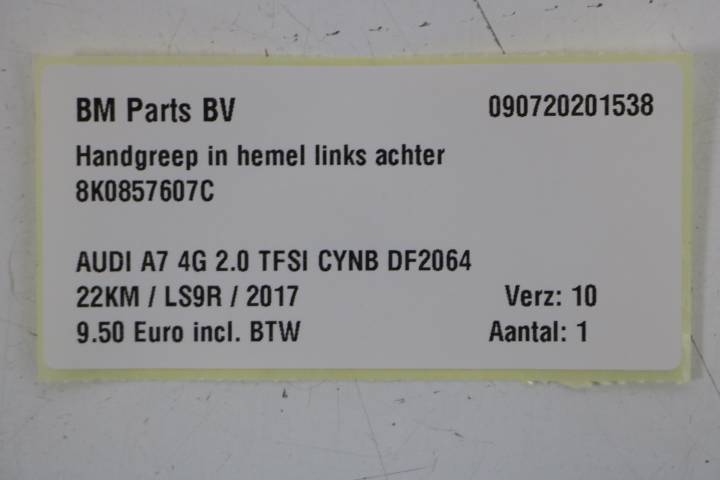 BM Parts BV 090720201538
Handgreep in hemel links achter
8K0857607C
AUDI A7 4G 2.0 TFSI CYNB DF2064
22KM / LS9R / 2017 Verz: 10
9.50 Euro incl. BTW Aantal: 1